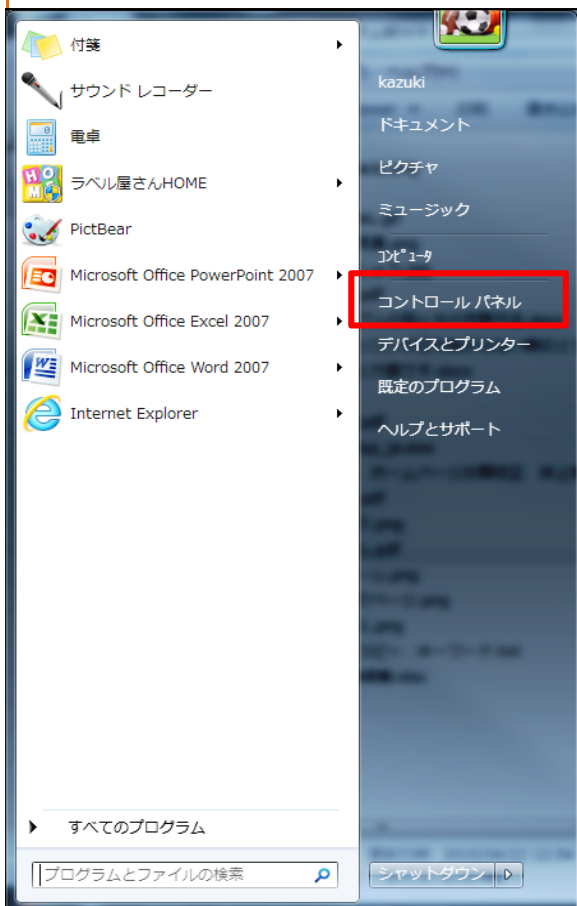 付箋
サウンド レコーダー
電卓
ラベル屋さんHOME
PictBear
Microsoft Office PowerPoint 2007
Microsoft Office Excel 2007
Microsoft Office Word 2007
Internet Explorer
すべてのプログラム
プログラムとファイルの検索
kazuki
ドキュメント
ピクチャ
ミュージック
コンピュータ
コントロール パネル
デバイスとプリンター
既定のプログラム
ヘルプとサポート
シャットダウン